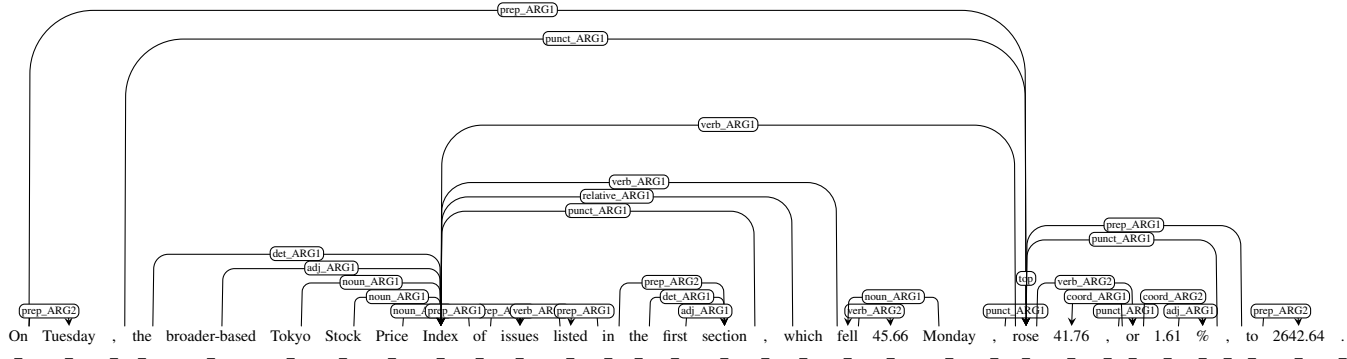 prep_ARG1
punct_ARG1
verb_ARG1
verb_ARG1
relative_ARG1
punct_ARG1
prep_ARG1
punct_ARG1
det_ARG1
adj_ARG1
top
noun_ARG1 prep_ARG2 verb_ARG2
noun_ARG1 det_ARG1 noun_ARG1 coord_ARG1 coord_ARG2
prep_ARG2 prep_ARG1 prep_ARG1 adj_ARG1 verb_ARG2 punct_ARG1 adj_ARG1 prep_ARG2
On Tuesday , the broader-based Tokyo Stock Price Index of issues listed in the first section , which fell 45.66 Monday , rose 41.76 , or 1.61 % , to 2642.64 .
_ _ _ _ _ _ _ _ _ _ _ _ _ _ _ _ _ _ _ _ _ _ _ _ _ _ _ _ _ _ _ _